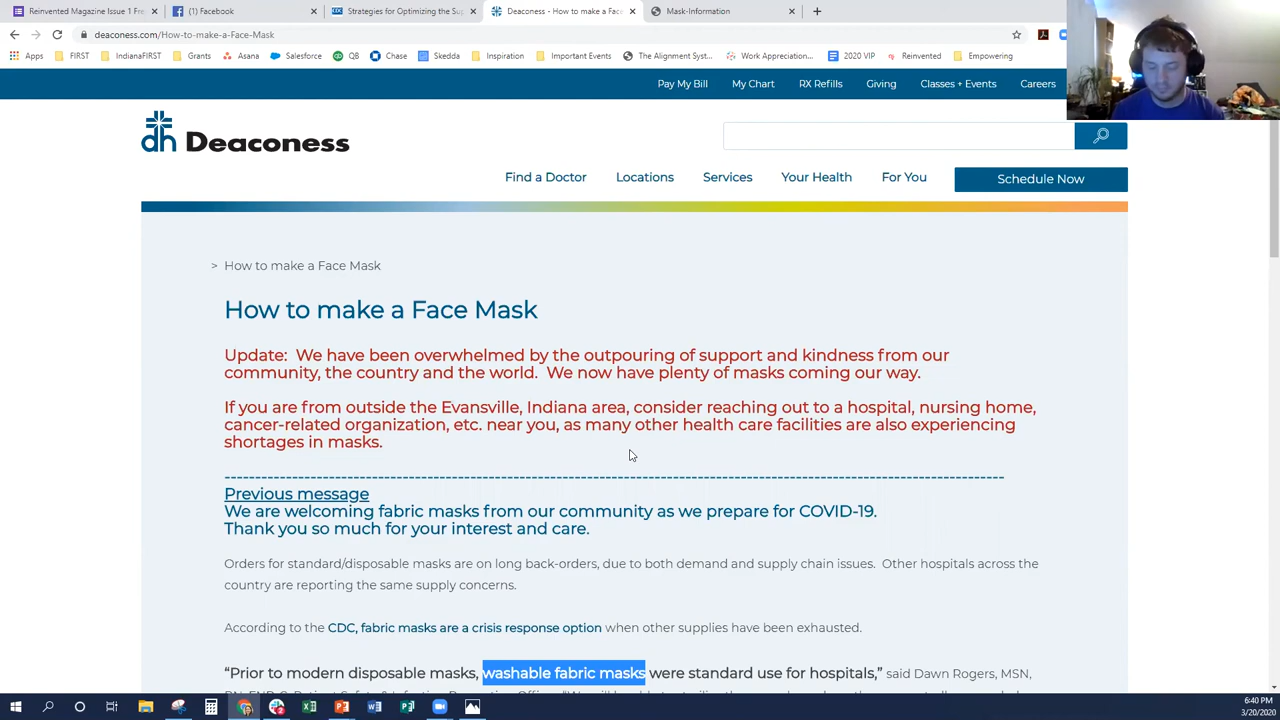 Reinvented Magazine Issue 1 Fre
(1) Facebook
Strategies for Optimizing the Sup
Deaconess - How to make a Face
Mask-Information
deaconess.com/How-to-make-a-Face-Mask
Apps
FIRST
IndianaFIRST
Grants
Asana
Salesforce
QB
Chase
Skedda
Inspiration
Important Events
The Alignment Syst...
Work Appreciation...
2020 VIP
Reinvented
Empowering
Pay My Bill
My Chart
RX Refills
Giving
Classes + Events
Careers
dh Deaconess
Find a Doctor
Locations
Services
Your Health
For You
Schedule Now
> How to make a Face Mask
How to make a Face Mask
Update: We have been overwhelmed by the outpouring of support and kindness from our
community, the country and the world. We now have plenty of masks coming our way.
If you are from outside the Evansville, Indiana area, consider reaching out to a hospital, nursing home,
cancer-related organization, etc. near you, as many other health care facilities are also experiencing
shortages in masks.
Previous message
We are welcoming fabric masks from our community as we prepare for COVID-19.
Thank you so much for your interest and care.
Orders for standard/disposable masks are on long back-orders, due to both demand and supply chain issues. Other hospitals across the
country are reporting the same supply concerns.
According to the CDC, fabric masks are a crisis response option when other supplies have been exhausted.
“Prior to modern disposable masks, washable fabric masks were standard use for hospitals,” said Dawn Rogers, MSN,
6:40 PM
3/20/2020